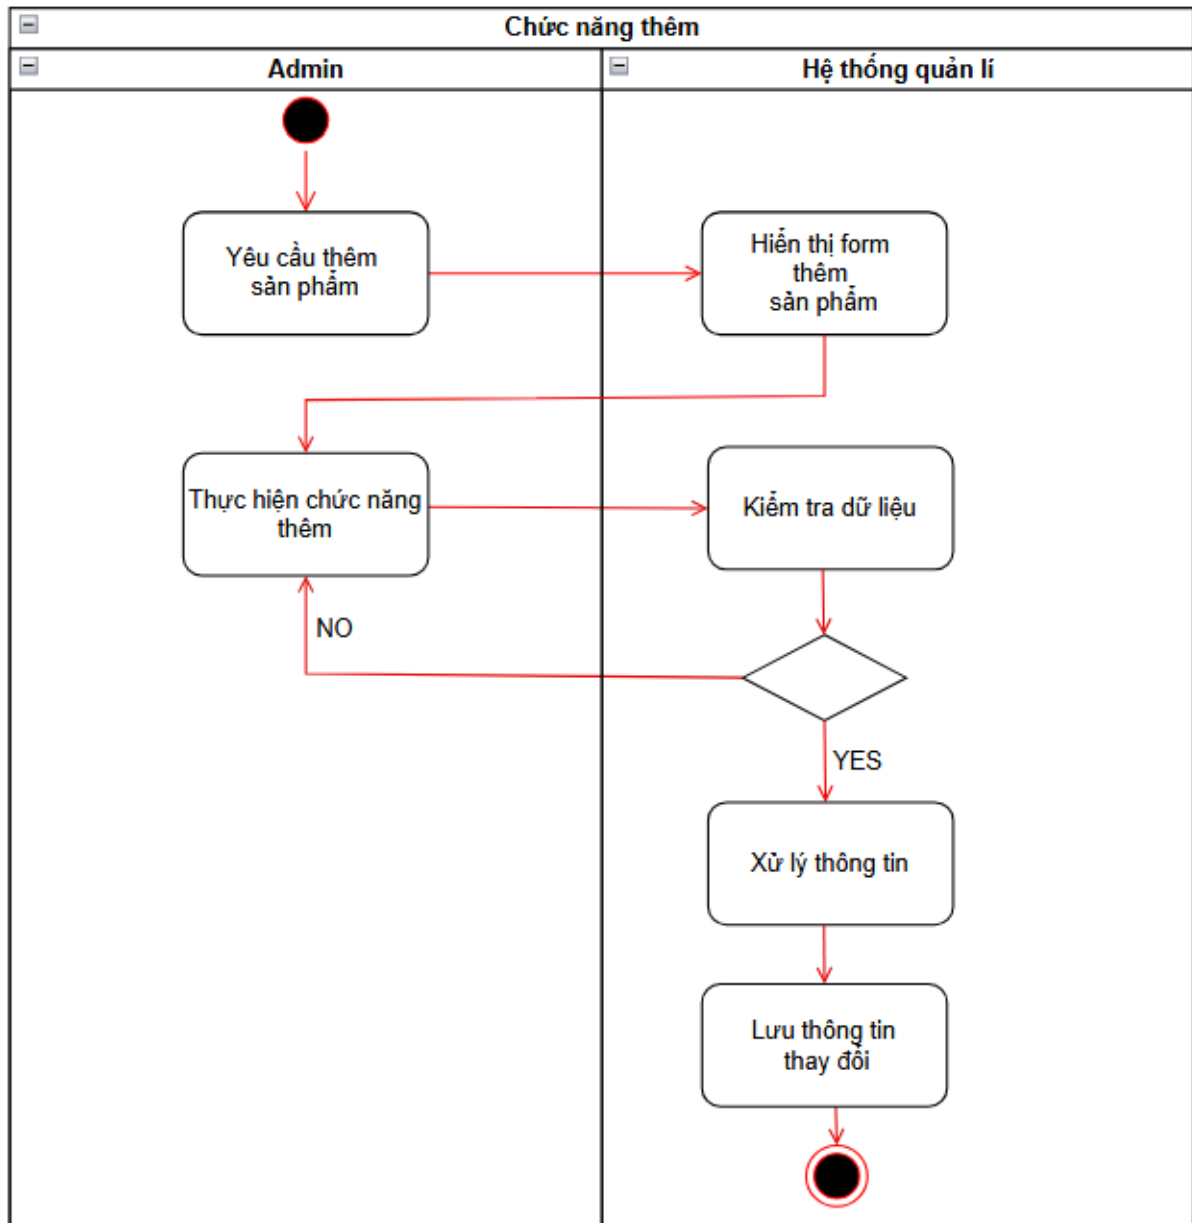 Chức năng thêm
Admin
Hệ thống quản lí
Yêu cầu thêm
sản phẩm
Hiển thị form
thêm
sản phẩm
Thực hiện chức năng
thêm
Kiểm tra dữ liệu
NO
YES
Xử lý thông tin
Lưu thông tin
thay đổi